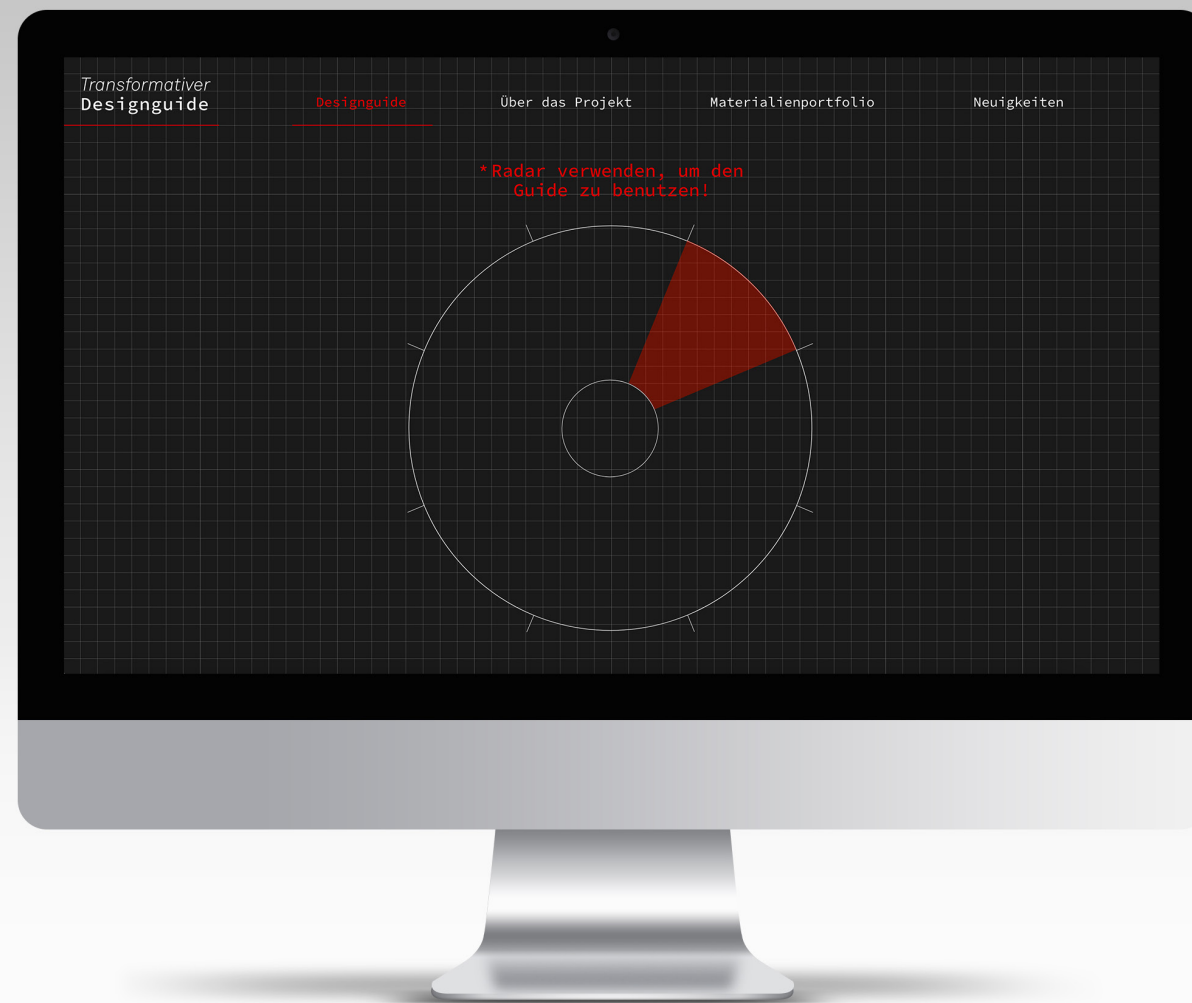 Transformativer
Designguide
Designguide
Über das Projekt
Materialienportfolio
Neuigkeiten
*Radar verwenden, um den
Guide zu benutzen!